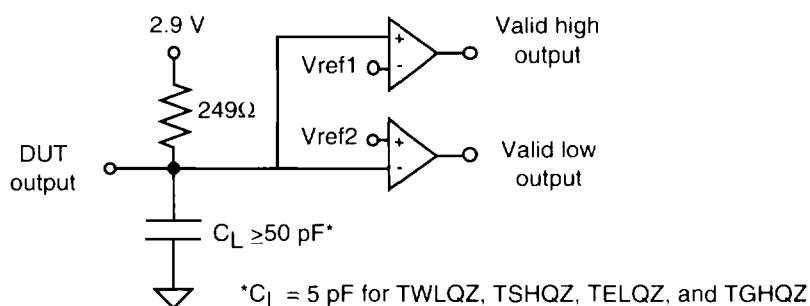 2.9 V
249Ω
DUT
output
C_L ≥50 pF*
Vref1
+
-
Valid high
output
Vref2
+
-
Valid low
output
*C_L = 5 pF for TWLQZ, TSHQZ, TELQZ, and TGHQZ